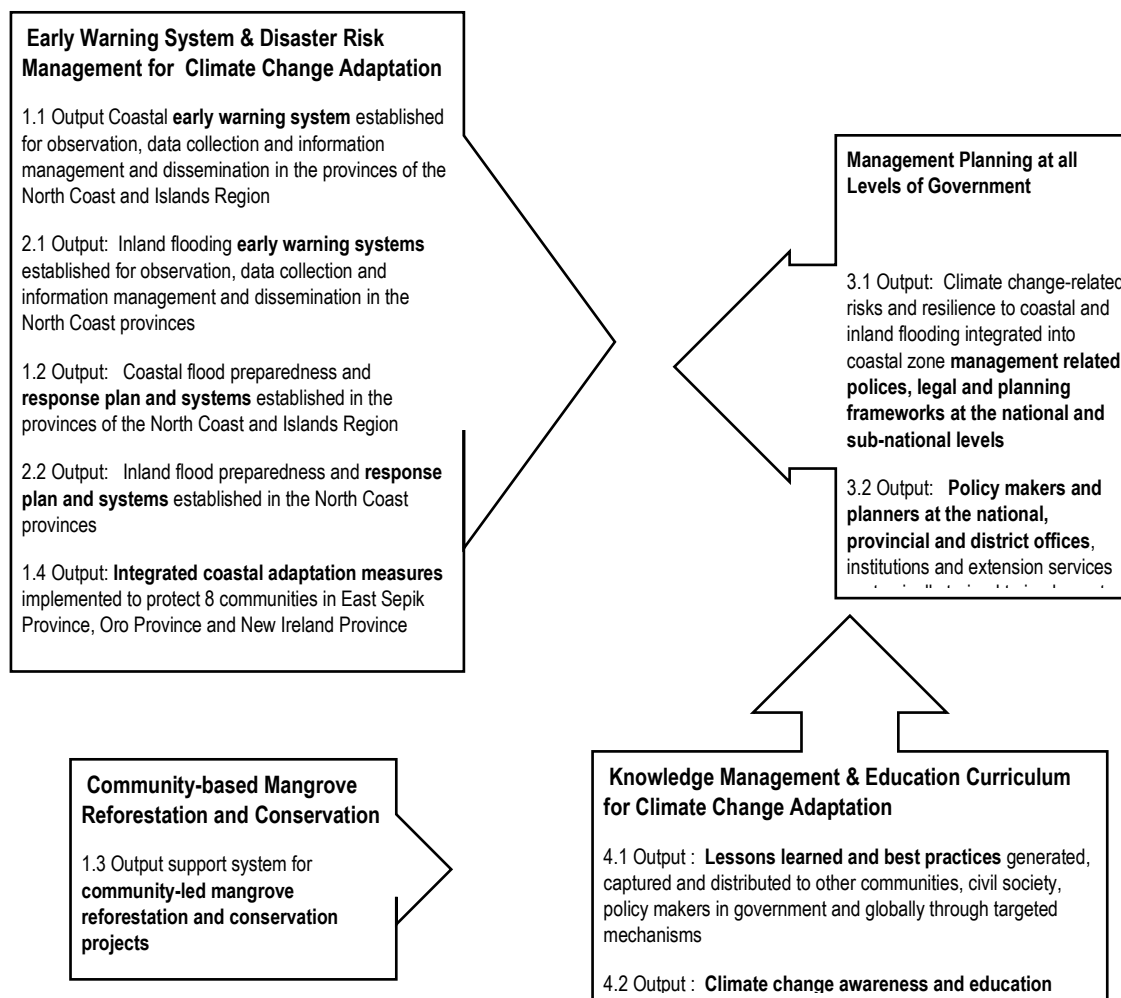 Early Warning System & Disaster Risk
Management for Climate Change Adaptation
1.1 Output Coastal early warning system established
for observation, data collection and information
management and dissemination in the provinces of the
North Coast and Islands Region
2.1 Output: Inland flooding early warning systems
established for observation, data collection and
information management and dissemination in the
North Coast provinces
1.2 Output: Coastal flood preparedness and
response plan and systems established in the
provinces of the North Coast and Islands Region
2.2 Output: Inland flood preparedness and response
plan and systems established in the North Coast
provinces
1.4 Output: Integrated coastal adaptation measures
implemented to protect 8 communities in East Sepik
Province, Oro Province and New Ireland Province
Management Planning at all
Levels of Government
3.1 Output: Climate change-related
risks and resilience to coastal and
inland flooding integrated into
coastal zone management related
polices, legal and planning
frameworks at the national and
sub-national levels
3.2 Output: Policy makers and
planners at the national,
provincial and district offices,
institutions and extension services
Community-based Mangrove
Reforestation and Conservation
1.3 Output support system for
community-led mangrove
reforestation and conservation
projects
Knowledge Management & Education Curriculum
for Climate Change Adaptation
4.1 Output : Lessons learned and best practices generated,
captured and distributed to other communities, civil society,
policy makers in government and globally through targeted
mechanisms
4.2 Output : Climate change awareness and education